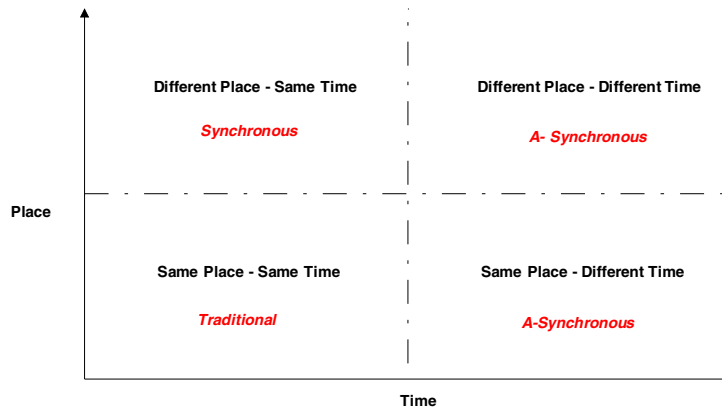 Different Place - Same Time
Different Place - Different Time
Synchronous
A- Synchronous
Place
Same Place - Same Time
Same Place - Different Time
Traditional
A-Synchronous
Time